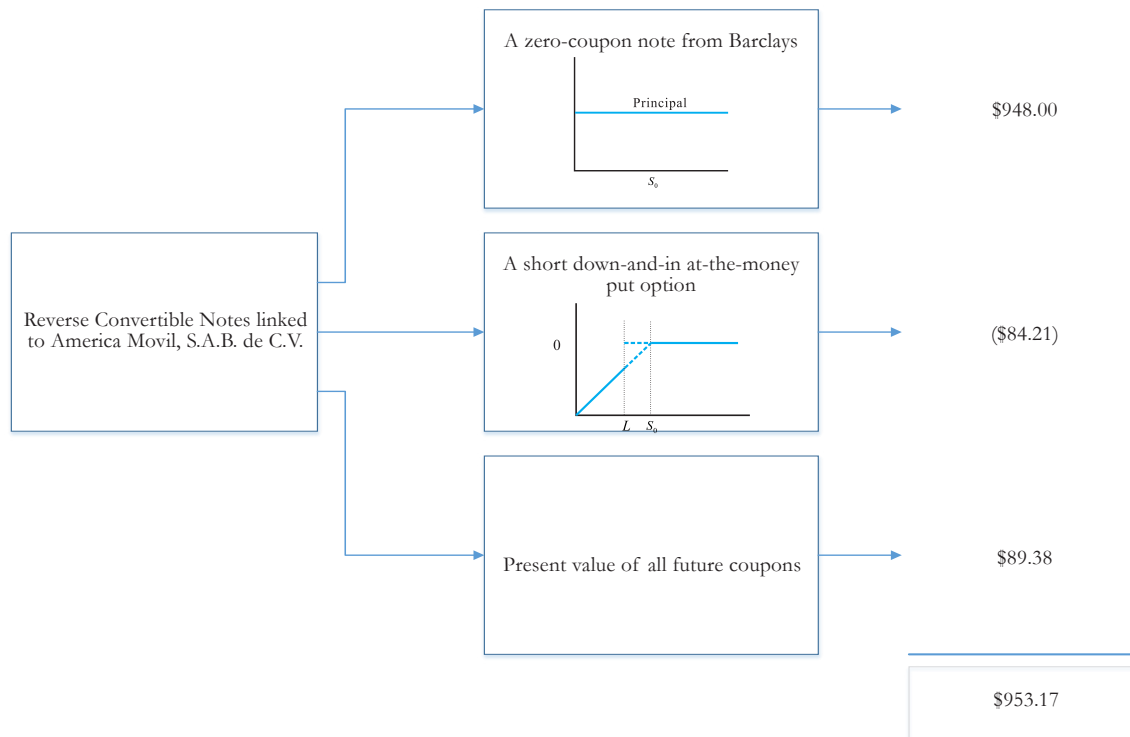 A zero-coupon note from Barclays
Principal
S₀
$948.00
Reverse Convertible Notes linked
to America Movil, S.A.B. de C.V.
A short down-and-in at-the-money
put option
0
L S₀
($84.21)
Present value of all future coupons
$89.38
$953.17